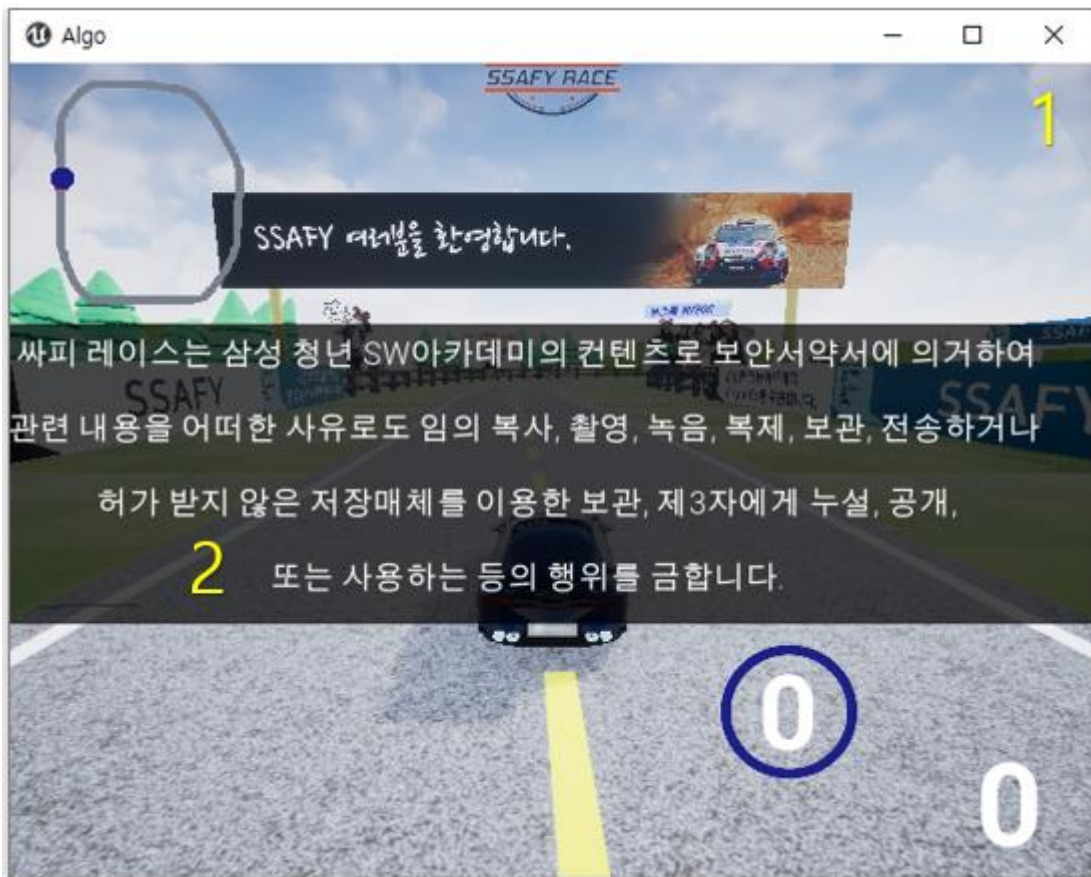 Algo
SSAFY RACE
1
SSAFY 여러분을 환영합니다.
싸피 레이스는 삼성 청년 SW아카데미의 컨텐츠로 보안서약서에 의거하여
SSAFY
SSAFY
관련 내용을 어떠한 사유로도 임의 복사, 촬영, 녹음, 복제, 보관, 전송하거나
허가 받지 않은 저장매체를 이용한 보관, 제3자에게 누설, 공개,
2
또는 사용하는 등의 행위를 금합니다.
0
0